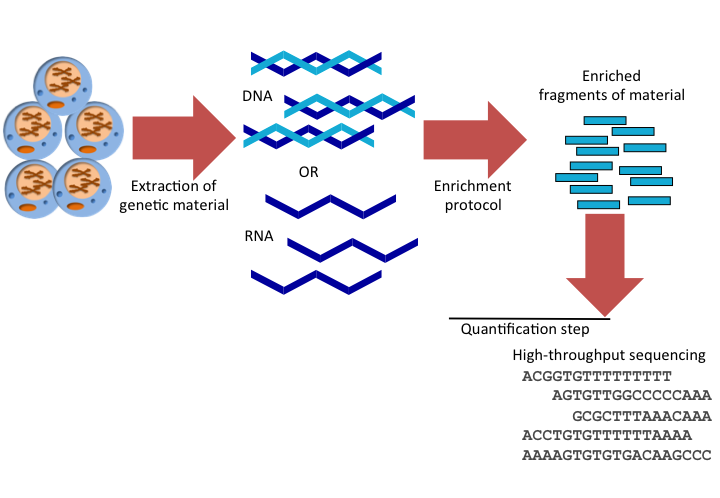 Extraction of
genetic material
DNA
OR
RNA
Enrichment
protocol
Enriched
fragments of material
Quantification step
High-throughput sequencing
ACGGTGTTTTTTTTT
AGTGTTGGCCCCCAAA
GCGCTTTAAACAAA
ACCTGTGTTTTTTAAAA
AAAAGTGTGTGACAAGCCC